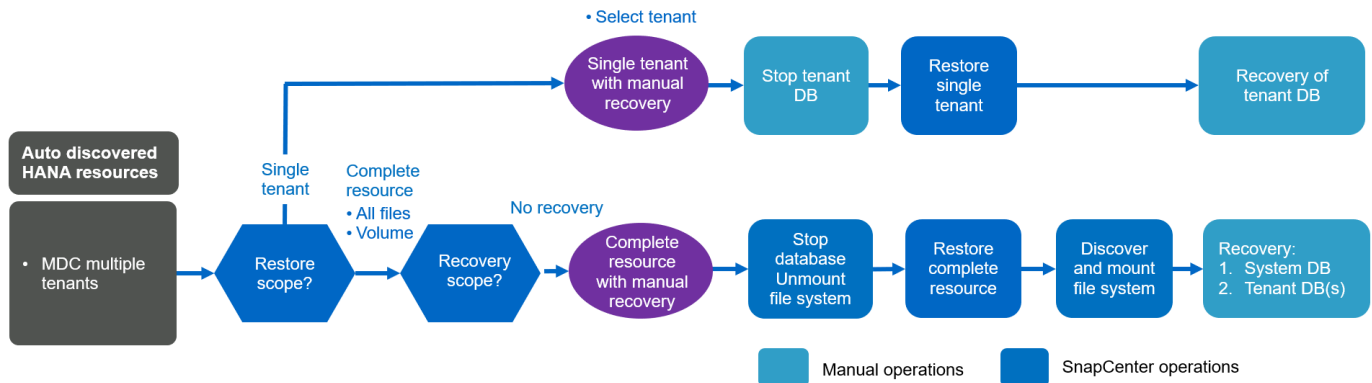 • Select tenant
Single tenant
with manual
recovery
Stop tenant
DB
Restore
single
tenant
Recovery of
tenant DB
Auto discovered
HANA resources
Single
tenant
Complete
resource
• All files
• Volume
No recovery
• MDC multiple
tenants
Restore
scope?
Recovery
scope?
Complete
resource
with manual
recovery
Stop
database
Unmount
file system
Restore
complete
resource
Discover
and mount
file system
Recovery:
1. System DB
2. Tenant DB(s)
Manual operations
SnapCenter operations